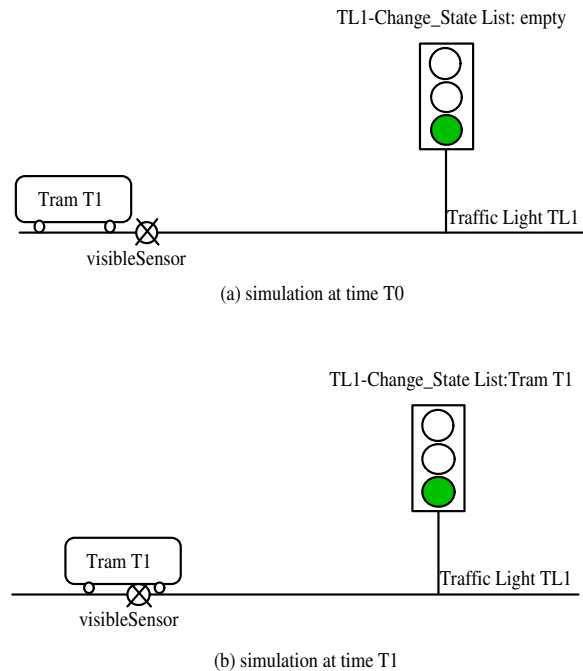 TL1-Change_State List: empty
Tram T1
Traffic Light TL1
visibleSensor
(a) simulation at time T0
TL1-Change_State List:Tram T1
Tram T1
Traffic Light TL1
visibleSensor
(b) simulation at time T1